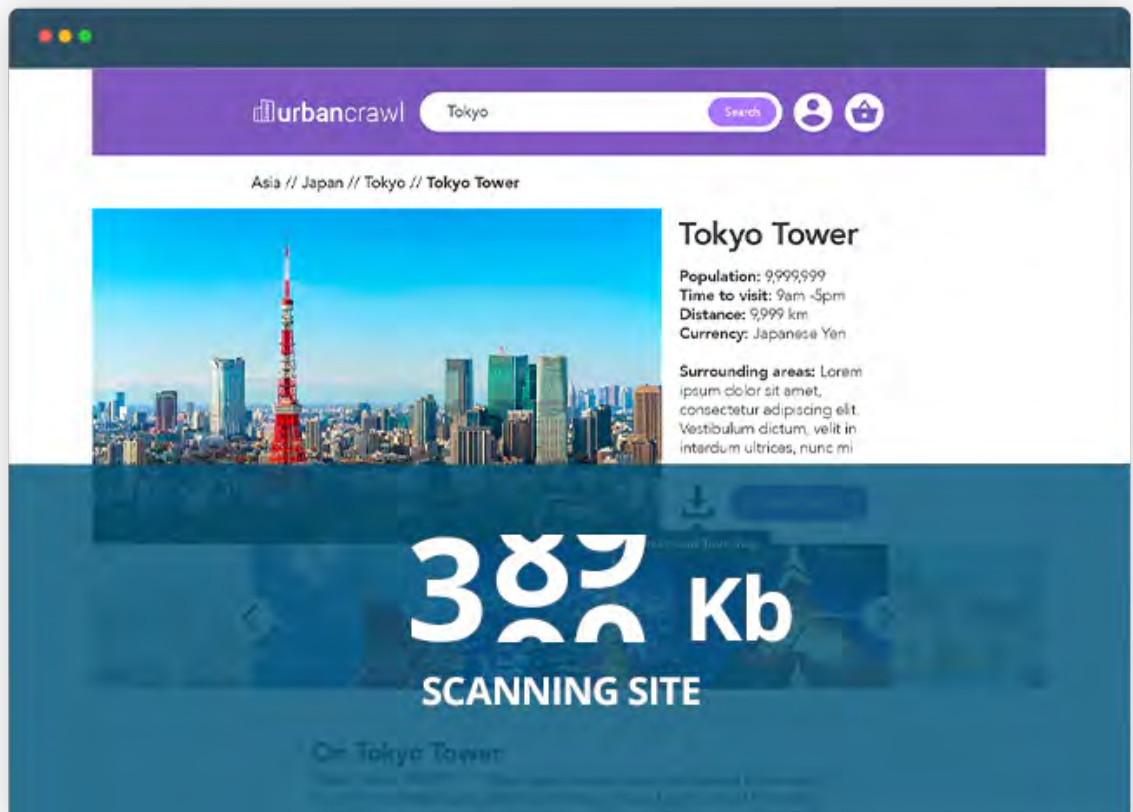 urbancrawl
Tokyo
Search
Asia // Japan // Tokyo // Tokyo Tower
Tokyo Tower
Population: 9,999,999
Time to visit: 9am -5pm
Distance: 9,999 km
Currency: Japanese Yen
Surrounding areas: Lorem
ipsum dolor sit amet,
consectetur adipiscing elit.
Vestibulum dictum, velit in
interdum ultrices, nunc mi
389 Kb
SCANNING SITE
On Tokyo Tower